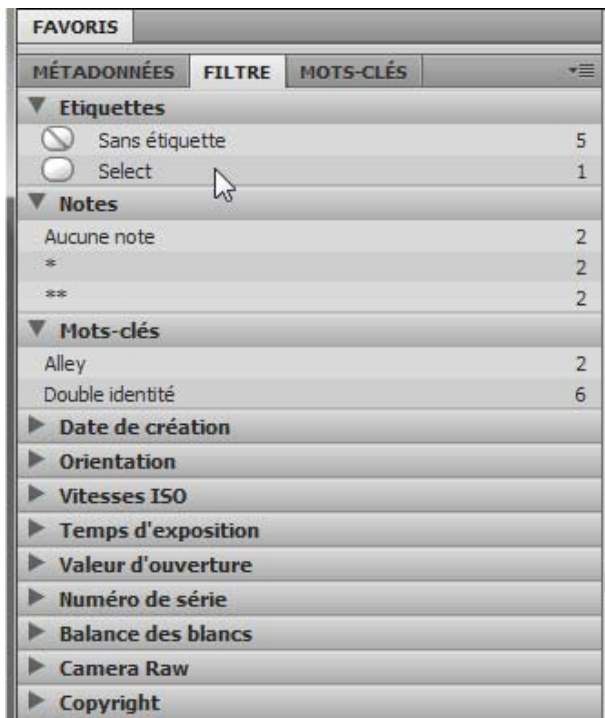 FAVORIS
MÉTADONNÉES FILTRE MOTS-CLÉS
Etiquettes
Sans étiquette 5
Select 1
Notes
Aucune note 2
* 2
** 2
Mots-clés
Alley 2
Double identité 6
Date de création
Orientation
Vitesses ISO
Temps d'exposition
Valeur d'ouverture
Numéro de série
Balance des blancs
Camera Raw
Copyright